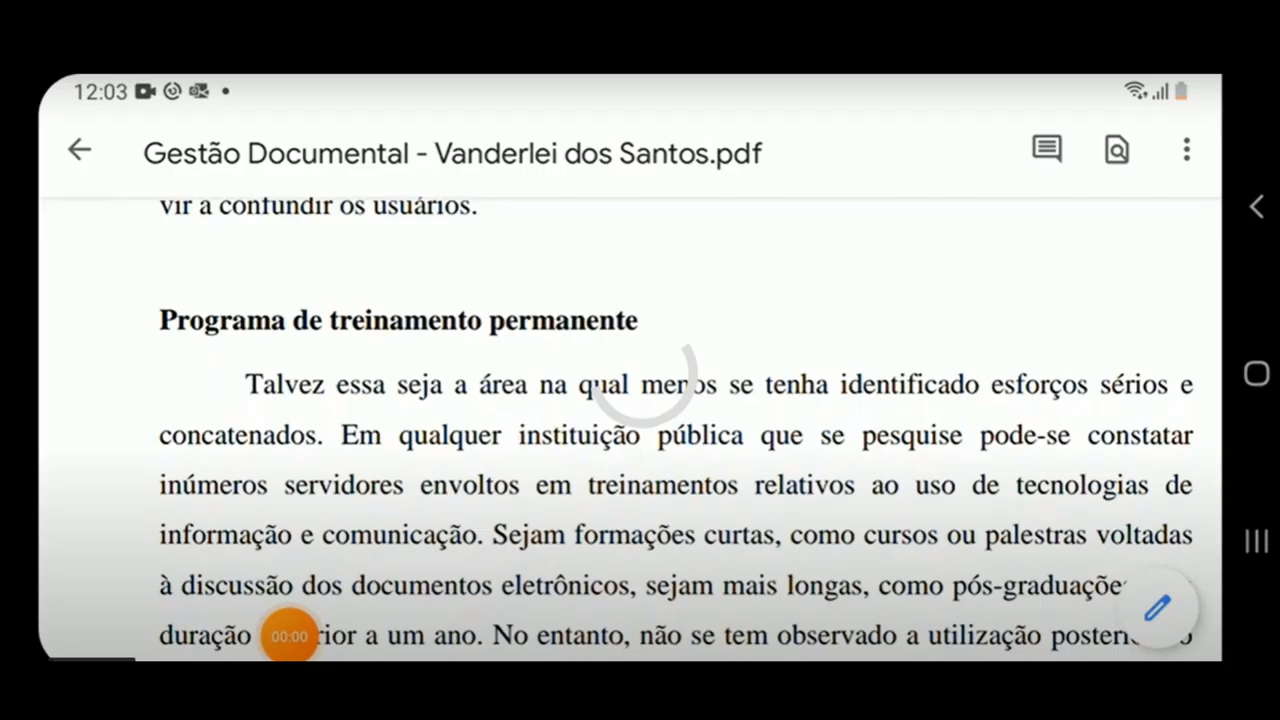 12:03
Gestão Documental - Vanderlei dos Santos.pdf
vir a confundir os usuários.
Programa de treinamento permanente
Talvez essa seja a área na qual menos se tenha identificado esforços sérios e
concatenados. Em qualquer instituição pública que se pesquise pode-se constatar
inúmeros servidores envoltos em treinamentos relativos ao uso de tecnologias de
informação e comunicação. Sejam formações curtas, como cursos ou palestras voltadas
à discussão dos documentos eletrônicos, sejam mais longas, como
duração 00:00 a um ano. No entanto, não se tem observado a utilização